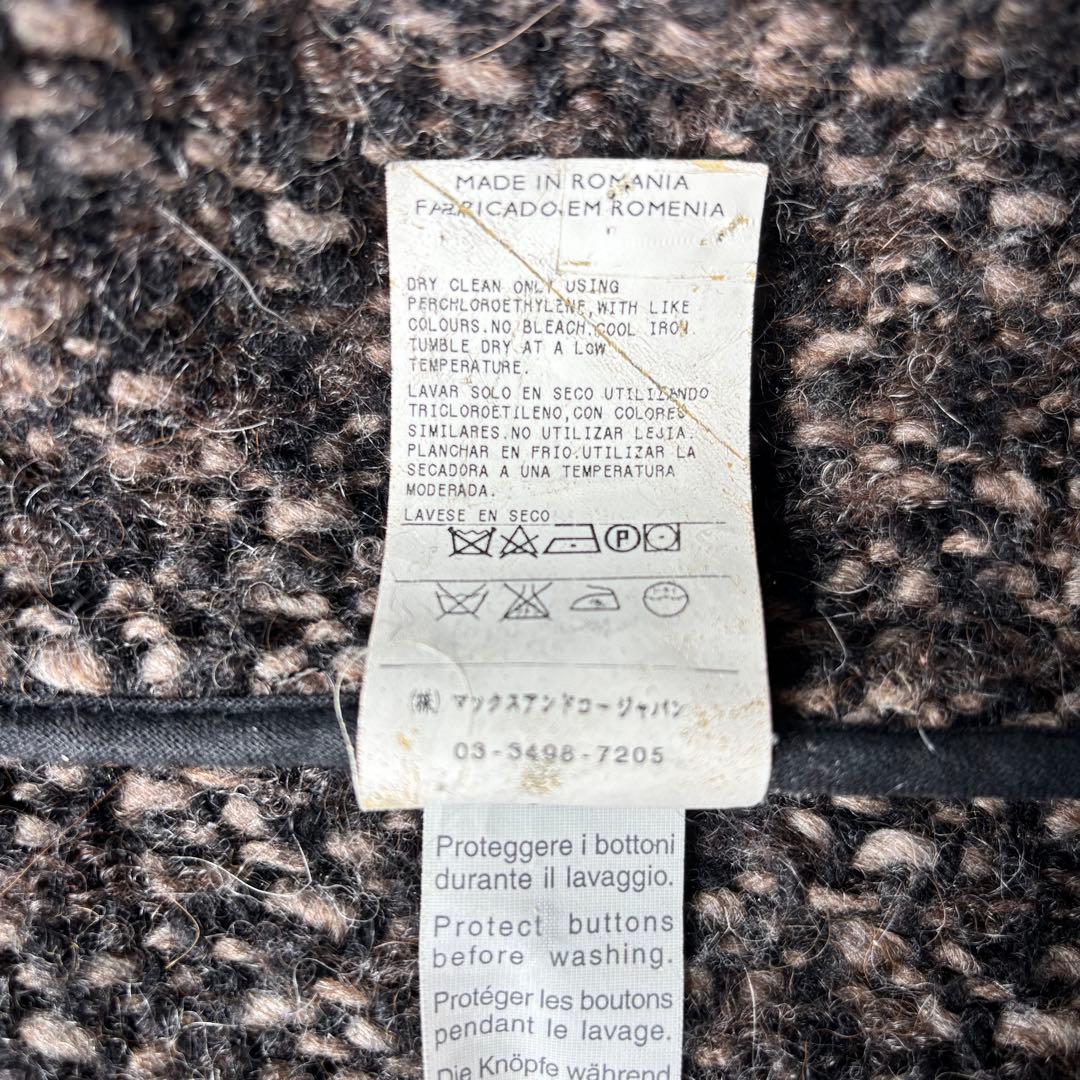 MADE IN ROMANIA
FABRICADO EM ROMENIA
DRY CLEAN ONLY USING
PERCHLOROETHYLENE,WITH LIKE
COLOURS.NO BLEACH,COOL IRON
TUMBLE DRY AT A LOW
TEMPERATURE.
LAVAR SOLO EN SECO UTILIZANDO
TRICLOROETILENO,CON COLORES
SIMILARES.NO UTILIZAR LEJIA.
PLANCHAR EN FRIO.UTILIZAR LA
SECADORA A UNA TEMPERATURA
MODERADA.
LAVESE EN SECO
P
(株) マックスアンドコージャパン
03-3498-7205
Proteggere i bottoni
durante il lavaggio.
Protect buttons
before washing.
Protéger les boutons
pendant le lavage.
Die Knöpfe während